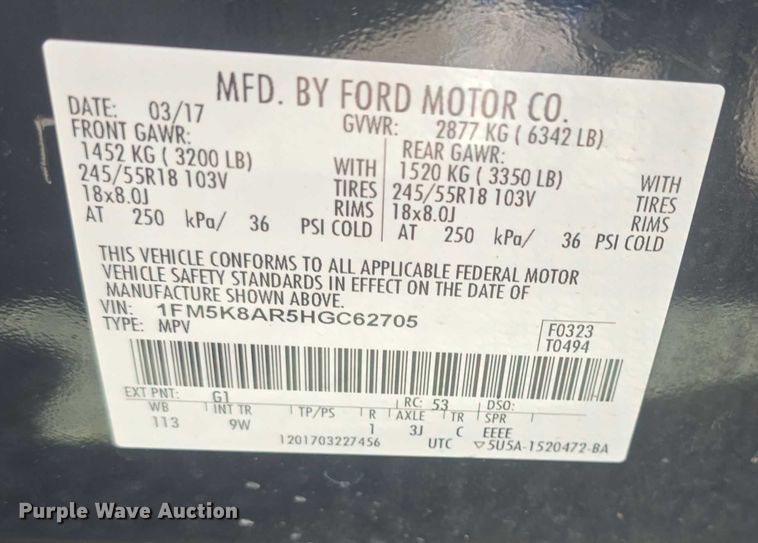 MFD. BY FORD MOTOR CO.
DATE: 03/17 GVWR: 2877 KG ( 6342 LB)
FRONT GAWR: REAR GAWR:
1452 KG ( 3200 LB) WITH 1520 KG ( 3350 LB) WITH
245/55R18 103V TIRES 245/55R18 103V TIRES
18x8.0J RIMS 18x8.0J RIMS
AT 250 kPa/ 36 PSI COLD AT 250 kPa/ 36 PSI COLD
THIS VEHICLE CONFORMS TO ALL APPLICABLE FEDERAL MOTOR
VEHICLE SAFETY STANDARDS IN EFFECT ON THE DATE OF
MANUFACTURE SHOWN ABOVE.
VIN: 1FM5K8AR5HGC62705
TYPE: MPV
F0323
T0494
EXT PNT: G1 RC: 53 DSO:
WB INT TR TP/PS R AXLE TR SPR
113 9W 1 3J C EEEE
1201703227456 UTC ▽5U5A-1520472-BA
Purple Wave Auction